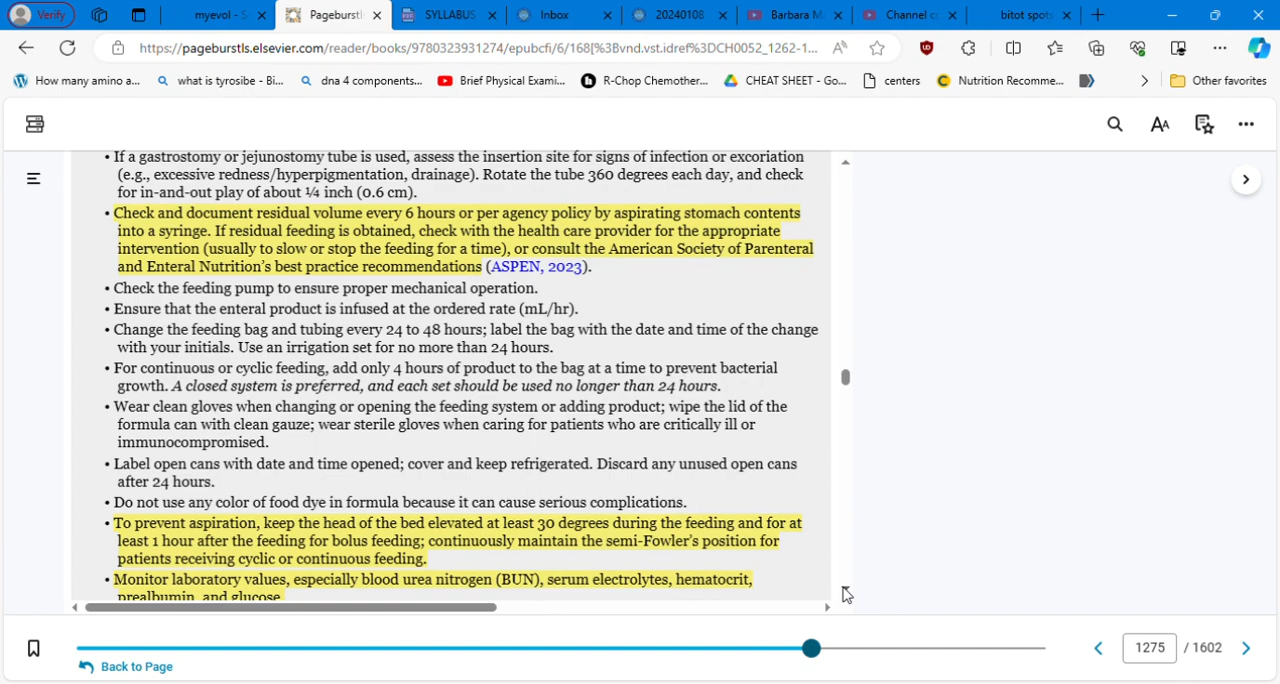 Verify
myevol - S
Pageburstl
SYLLABUS
Inbox
20240108
Barbara Ma
Channel c
bitot spots
https://pageburstls.elsevier.com/reader/books/9780323931274/epubcfi/6/168[%3Bvnd.vst.idref%3DCH0052_1262-1...
How many amino a...
what is tyrosibe - Bi...
dna 4 components...
Brief Physical Exami...
R-Chop Chemother...
CHEAT SHEET - Go...
centers
Nutrition Recomme...
Other favorites
• If a gastrostomy or jejunostomy tube is used, assess the insertion site for signs of infection or excoriation
(e.g., excessive redness/hyperpigmentation, drainage). Rotate the tube 360 degrees each day, and check
for in-and-out play of about ¼ inch (0.6 cm).
• Check and document residual volume every 6 hours or per agency policy by aspirating stomach contents
into a syringe. If residual feeding is obtained, check with the health care provider for the appropriate
intervention (usually to slow or stop the feeding for a time), or consult the American Society of Parenteral
and Enteral Nutrition’s best practice recommendations (ASPEN, 2023).
• Check the feeding pump to ensure proper mechanical operation.
• Ensure that the enteral product is infused at the ordered rate (mL/hr).
• Change the feeding bag and tubing every 24 to 48 hours; label the bag with the date and time of the change
with your initials. Use an irrigation set for no more than 24 hours.
• For continuous or cyclic feeding, add only 4 hours of product to the bag at a time to prevent bacterial
growth. A closed system is preferred, and each set should be used no longer than 24 hours.
• Wear clean gloves when changing or opening the feeding system or adding product; wipe the lid of the
formula can with clean gauze; wear sterile gloves when caring for patients who are critically ill or
immunocompromised.
• Label open cans with date and time opened; cover and keep refrigerated. Discard any unused open cans
after 24 hours.
• Do not use any color of food dye in formula because it can cause serious complications.
• To prevent aspiration, keep the head of the bed elevated at least 30 degrees during the feeding and for at
least 1 hour after the feeding for bolus feeding; continuously maintain the semi-Fowler’s position for
patients receiving cyclic or continuous feeding.
• Monitor laboratory values, especially blood urea nitrogen (BUN), serum electrolytes, hematocrit,
prealbumin, and glucose.
1275 / 1602
Back to Page